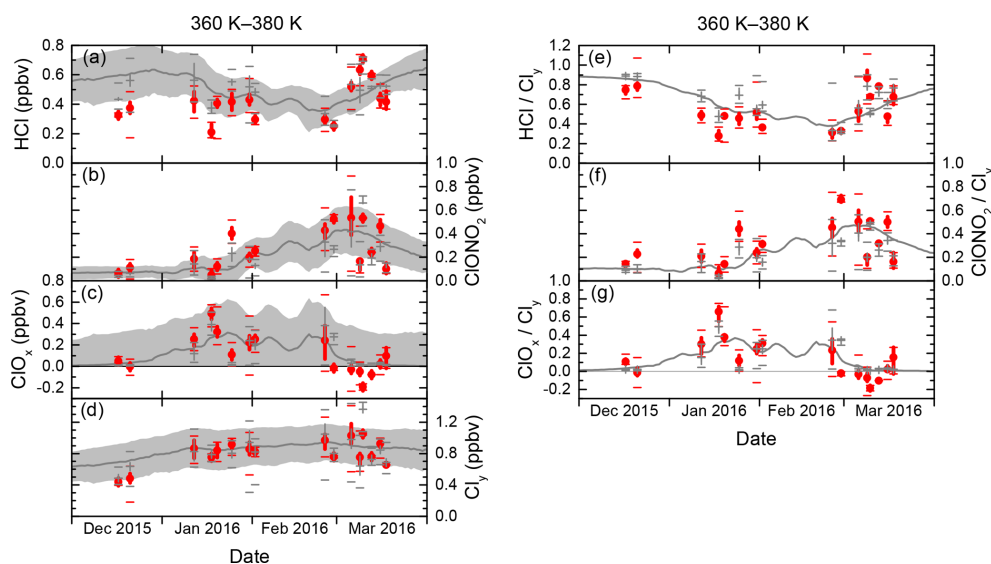 360 K–380 K
(a)
HCl (ppbv)
0.8
0.6
0.4
0.2
0.0
(b)
ClONO2 (ppbv)
1.0
0.8
0.6
0.4
0.2
0.0
(c)
ClOx (ppbv)
0.8
0.6
0.4
0.2
0.0
-0.2
(d)
Cly (ppbv)
1.2
0.8
0.4
0.0
Dec 2015
Jan 2016
Feb 2016
Mar 2016
Date
360 K–380 K
(e)
HCl / Cly
1.2
1.0
0.8
0.6
0.4
0.2
0.0
(f)
ClONO2 / Cly
1.0
0.8
0.6
0.4
0.2
0.0
(g)
ClOx / Cly
1.0
0.8
0.6
0.4
0.2
0.0
-0.2
Dec 2015
Jan 2016
Feb 2016
Mar 2016
Date